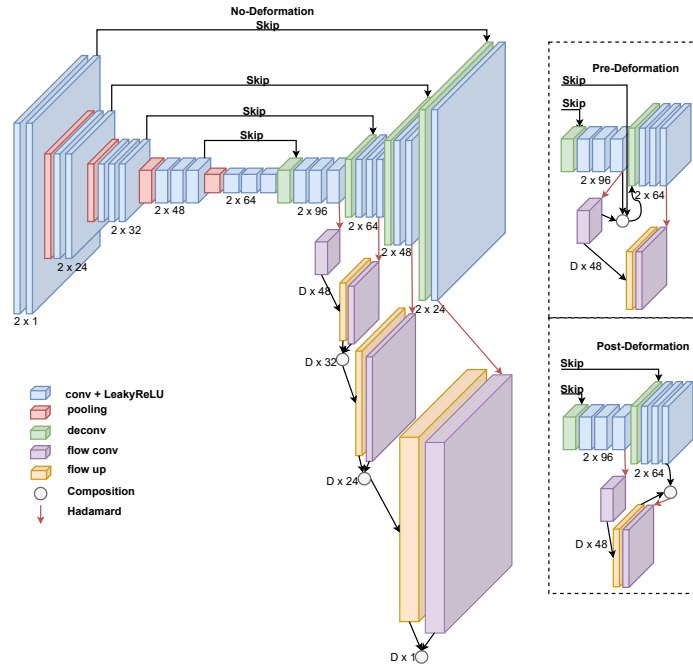 No-Deformation
Skip
Skip
Skip
Skip
2 x 1
2 x 24
2 x 32
2 x 48
2 x 64
2 x 96
2 x 64
2 x 48
2 x 24
D x 48
D x 32
D x 24
D x 1
conv + LeakyReLU
pooling
deconv
flow conv
flow up
Composition
Hadamard
Pre-Deformation
Skip
Skip
2 x 96
2 x 64
D x 48
Post-Deformation
Skip
Skip
2 x 96
2 x 64
D x 48